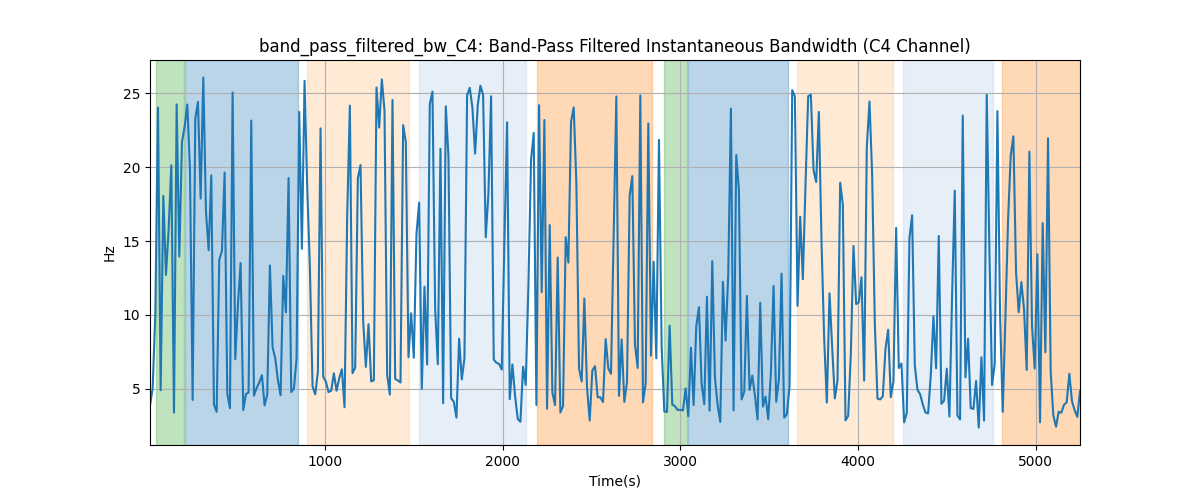 band_pass_filtered_bw_C4: Band-Pass Filtered Instantaneous Bandwidth (C4 Channel)
25
20
15
10
5
Hz
1000 2000 3000 4000 5000
Time(s)